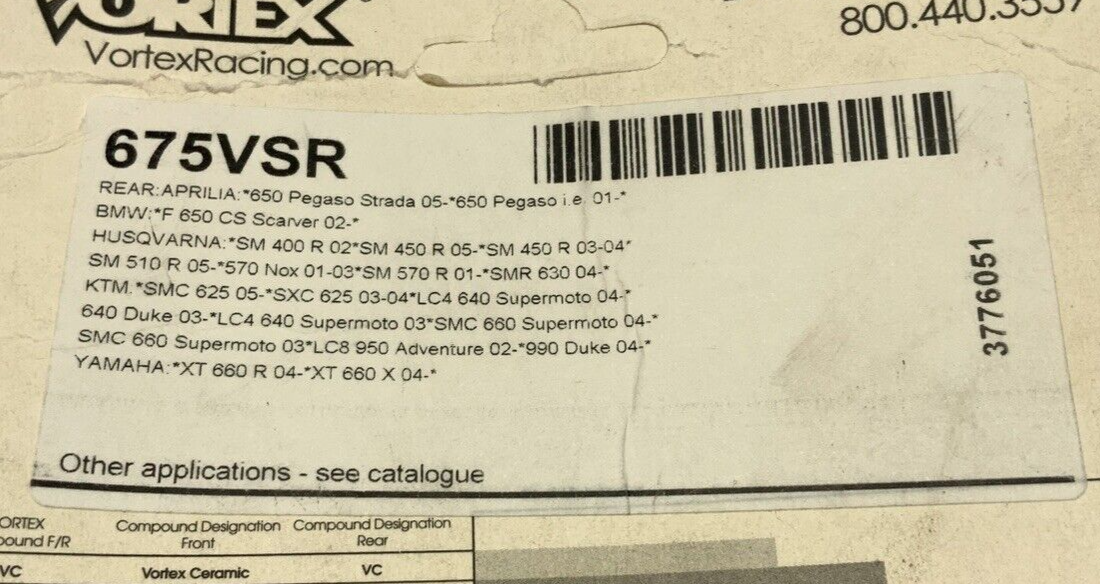 VORTEX
800.440.3557
VortexRacing.com
675VSR
REAR:APRILIA:*650 Pegaso Strada 05-*650 Pegaso i.e. 01-*
BMW:*F 650 CS Scarver 02-*
HUSQVARNA:*SM 400 R 02*SM 450 R 05-*SM 450 R 03-04*
SM 510 R 05-*570 Nox 01-03*SM 570 R 01-*SMR 630 04-*
KTM.*SMC 625 05-*SXC 625 03-04*LC4 640 Supermoto 04-*
640 Duke 03-*LC4 640 Supermoto 03*SMC 660 Supermoto 04-*
SMC 660 Supermoto 03*LC8 950 Adventure 02-*990 Duke 04-*
YAMAHA:*XT 660 R 04-*XT 660 X 04-*
3776051
Other applications - see catalogue
ORTEX Compound Designation Compound Designation
ound F/R Front Rear
VC Vortex Ceramic VC